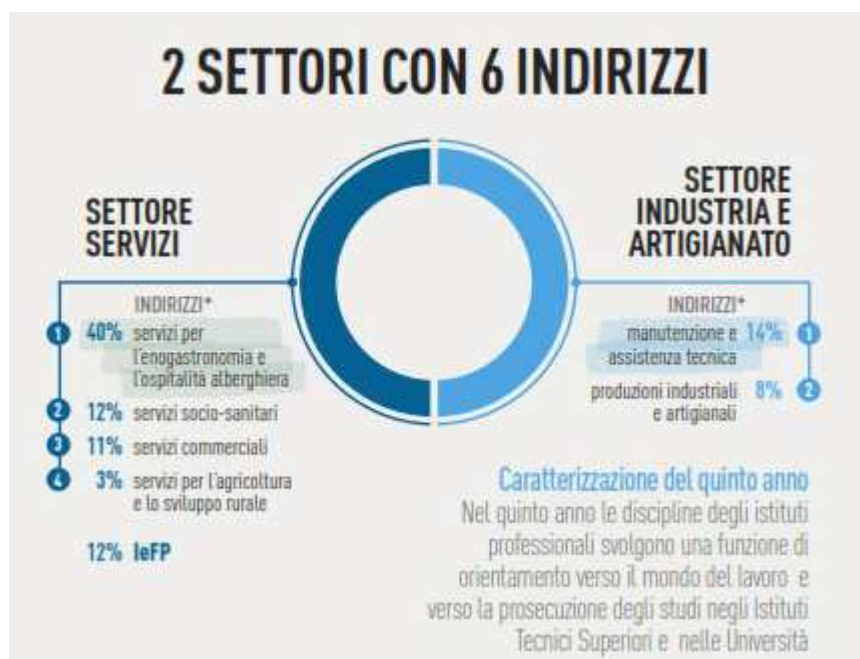 2 SETTORI CON 6 INDIRIZZI
SETTORE
SERVIZI
INDIRIZZI*
1
40% servizi per
l'enogastronomia e
l'ospitalità alberghiera
2 12% servizi socio-sanitari
3 11% servizi commerciali
4 3% servizi per l'agricoltura
e lo sviluppo rurale
12% IeFP
SETTORE
INDUSTRIA E
ARTIGIANATO
INDIRIZZI*
manutenzione e 14% 1
assistenza tecnica
produzioni industriali 8% 2
e artigianali
Caratterizzazione del quinto anno
Nel quinto anno le discipline degli istituti
professionali svolgono una funzione di
orientamento verso il mondo del lavoro e
verso la prosecuzione degli studi negli Istituti
Tecnici Superiori e nelle Università